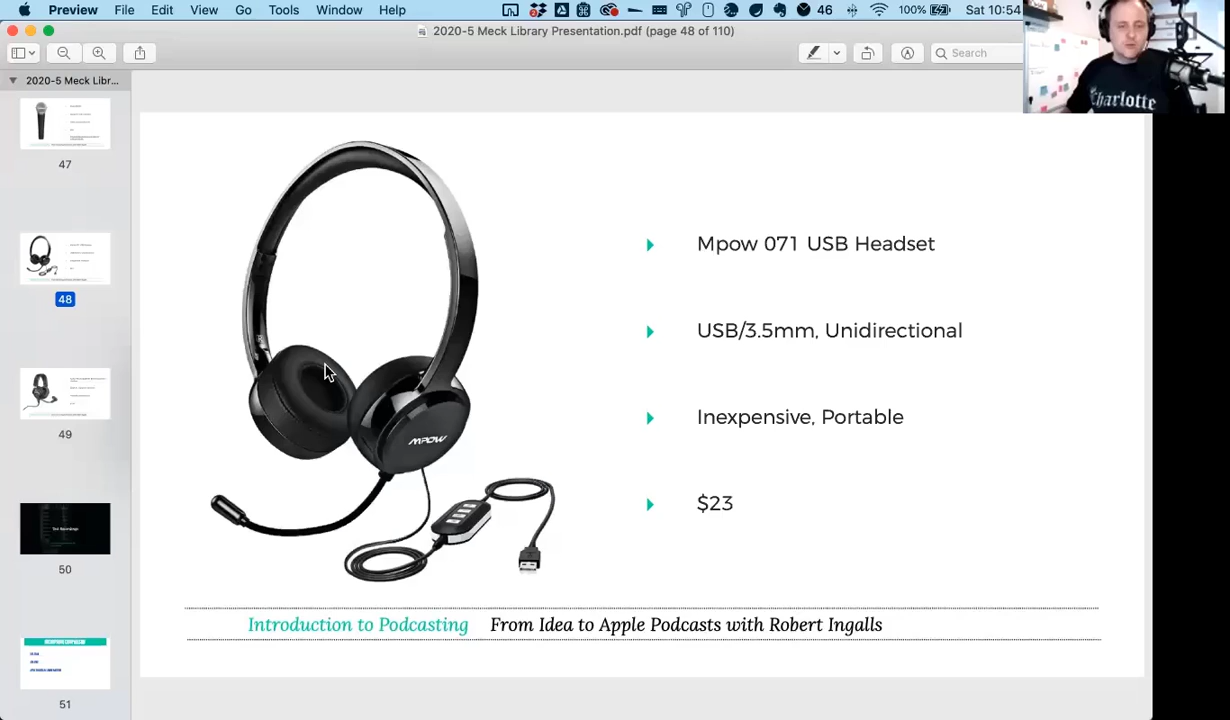 Preview File Edit View Go Tools Window Help 46 100% Sat 10:54
2020-5 Meck Library Presentation.pdf (page 48 of 110)
Search
2020-5 Meck Libr...
47
48
49
50
51
Mpow 071 USB Headset
USB/3.5mm, Unidirectional
Inexpensive, Portable
$23
MPOW
Introduction to Podcasting From Idea to Apple Podcasts with Robert Ingalls
Charlotte